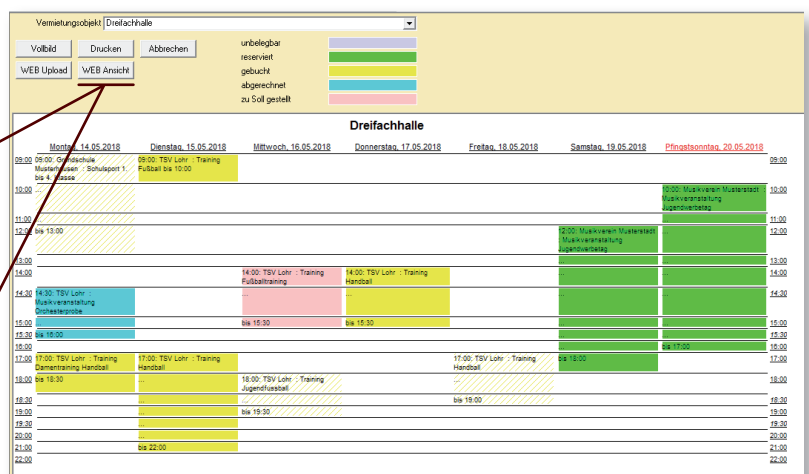 Vermietungsobjekt Dreifachhalle
Vollbild Drucken Abbrechen
WEB Upload WEB Ansicht
unbelegbar
reserviert
gebucht
abgerechnet
zu Soll gestellt
Dreifachhalle
Montag, 14.05.2018 Dienstag, 15.05.2018 Mittwoch, 16.05.2018 Donnerstag, 17.05.2018 Freitag, 18.05.2018 Samstag, 19.05.2018 Pfingstsonntag, 20.05.2018
09:00 09:00: Grundschule 09:00: TSV Lohr : Training 09:00
Musterhausen : Schulsport 1. Fußball bis 10:00
bis 4. Klasse
10:00 ... 10:00: Musikverein Musterstadt : 10:00
Musikveranstaltung
Jugendwerbetag
11:00 ... 11:00
12:00 bis 13:00 12:00: Musikverein Musterstadt ... 12:00
: Musikveranstaltung
Jugendwerbetag
13:00 ... ... 13:00
14:00 14:00: TSV Lohr : Training 14:00: TSV Lohr : Training ... ... 14:00
Fußballtraining Handball
14:30 14:30: TSV Lohr : ... ... ... ... 14:30
Musikveranstaltung
Orchesterprobe
15:00 ... bis 15:30 bis 15:30 ... ... 15:00
15:30 bis 16:00 ... ... 15:30
16:00 ... bis 17:00 16:00
17:00 17:00: TSV Lohr : Training 17:00: TSV Lohr : Training 17:00: TSV Lohr : Training bis 18:00 17:00
Damentraining Handball Handball Handball
18:00 bis 18:30 ... 18:00: TSV Lohr : Training ... 18:00
Jugendfussball
18:30 ... ... bis 19:00 18:30
19:00 ... bis 19:30 19:00
19:30 ... 19:30
20:00 ... 20:00
21:00 bis 22:00 21:00
22:00 22:00